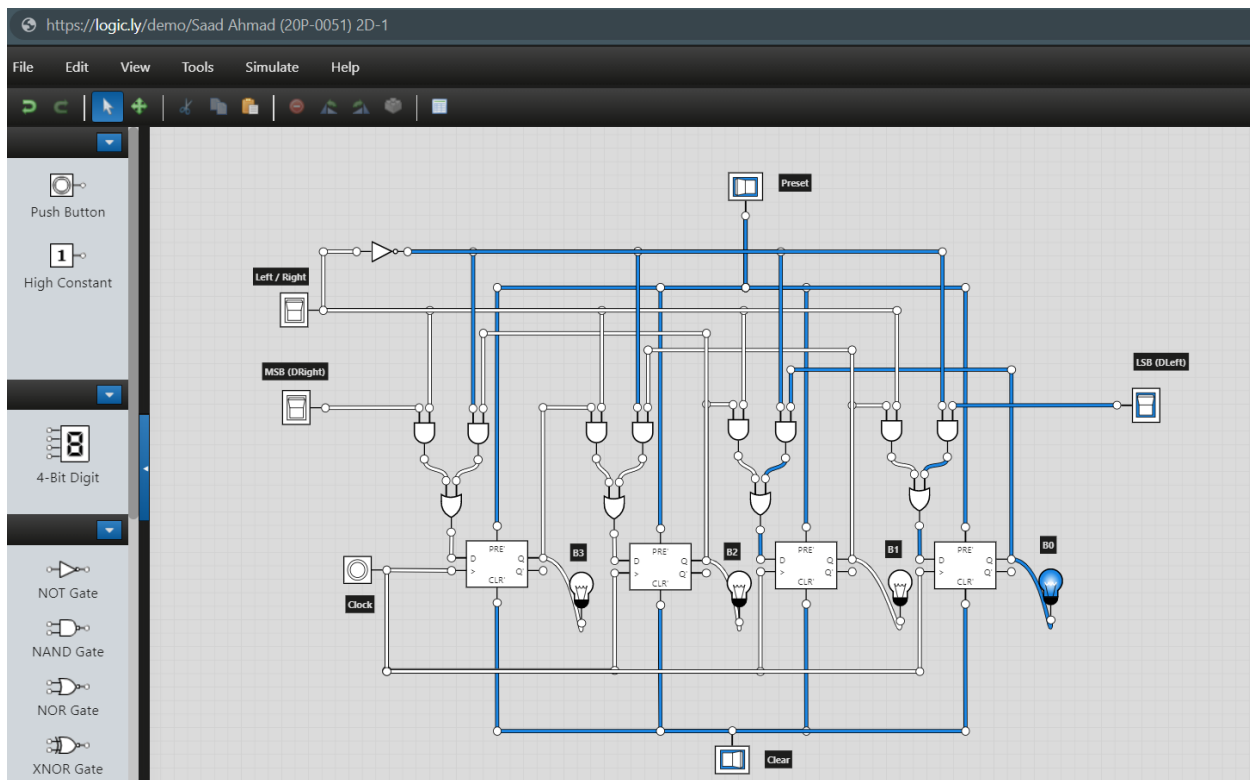 https://logic.ly/demo/Saad Ahmad (20P-0051) 2D-1
File Edit View Tools Simulate Help
Push Button
1
High Constant
8
4-Bit Digit
NOT Gate
NAND Gate
NOR Gate
XNOR Gate
Preset
Left / Right
MSB (DRight)
LSB (DLeft)
PRE'
D Q
> Q'
CLR'
B3
PRE'
D Q
> Q'
CLR'
B2
PRE'
D Q
> Q'
CLR'
B1
PRE'
D Q
> Q'
CLR'
B0
Clock
Clear